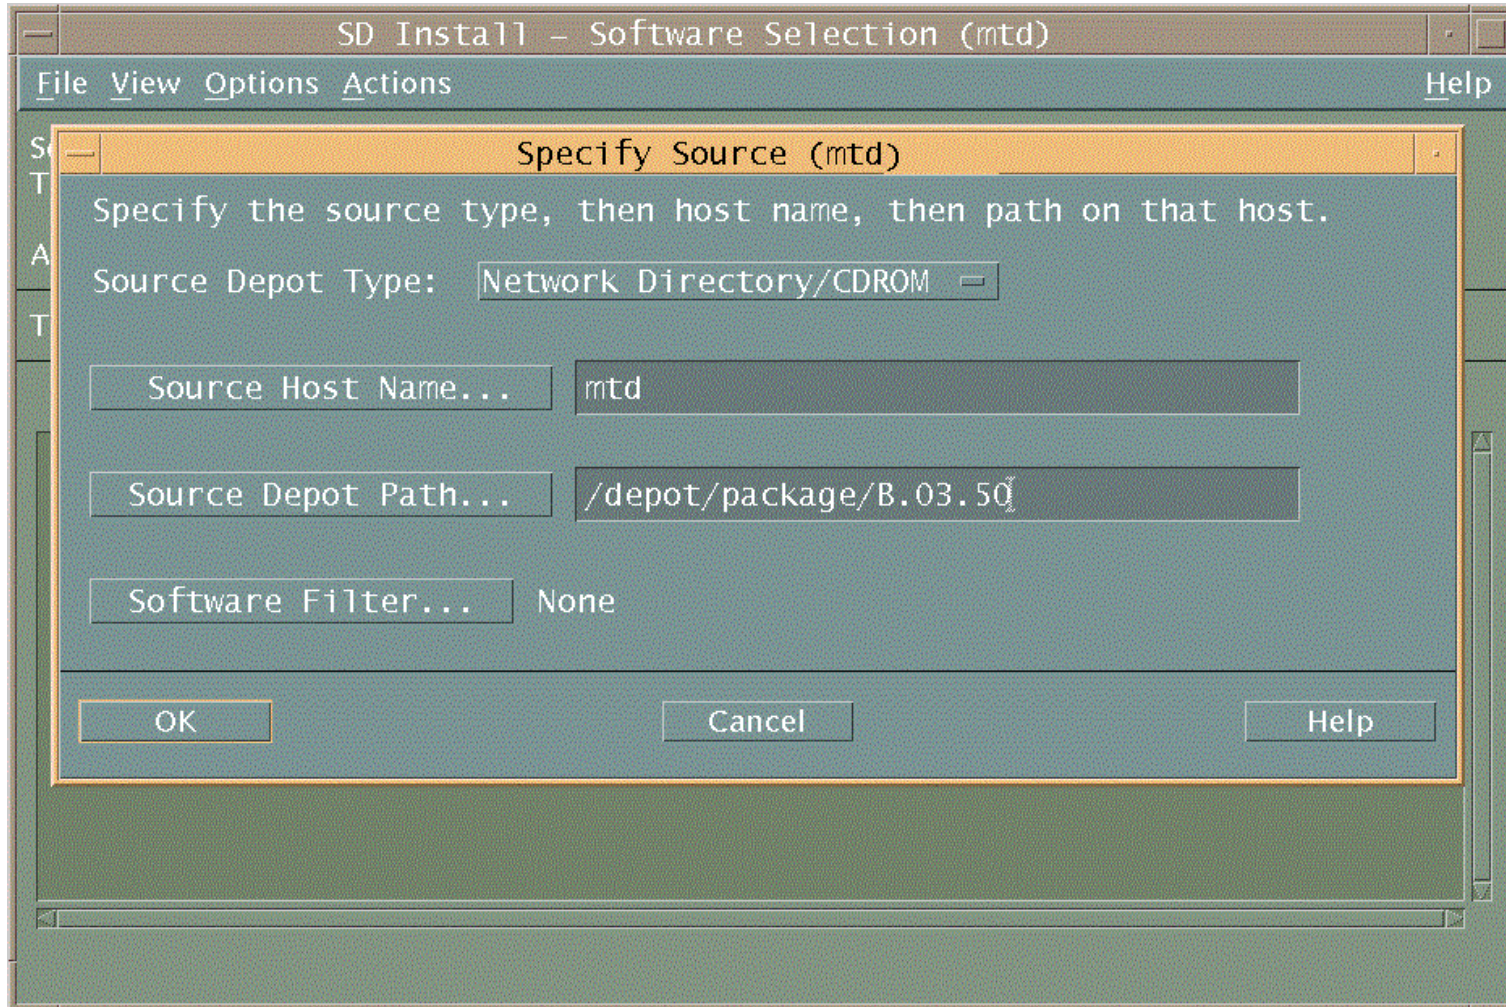 SD Install – Software Selection (mtd)
File View Options Actions Help
Specify Source (mtd)
Specify the source type, then host name, then path on that host.
Source Depot Type: Network Directory/CDROM
Source Host Name... mtd
Source Depot Path... /depot/package/B.03.50
Software Filter... None
OK Cancel Help